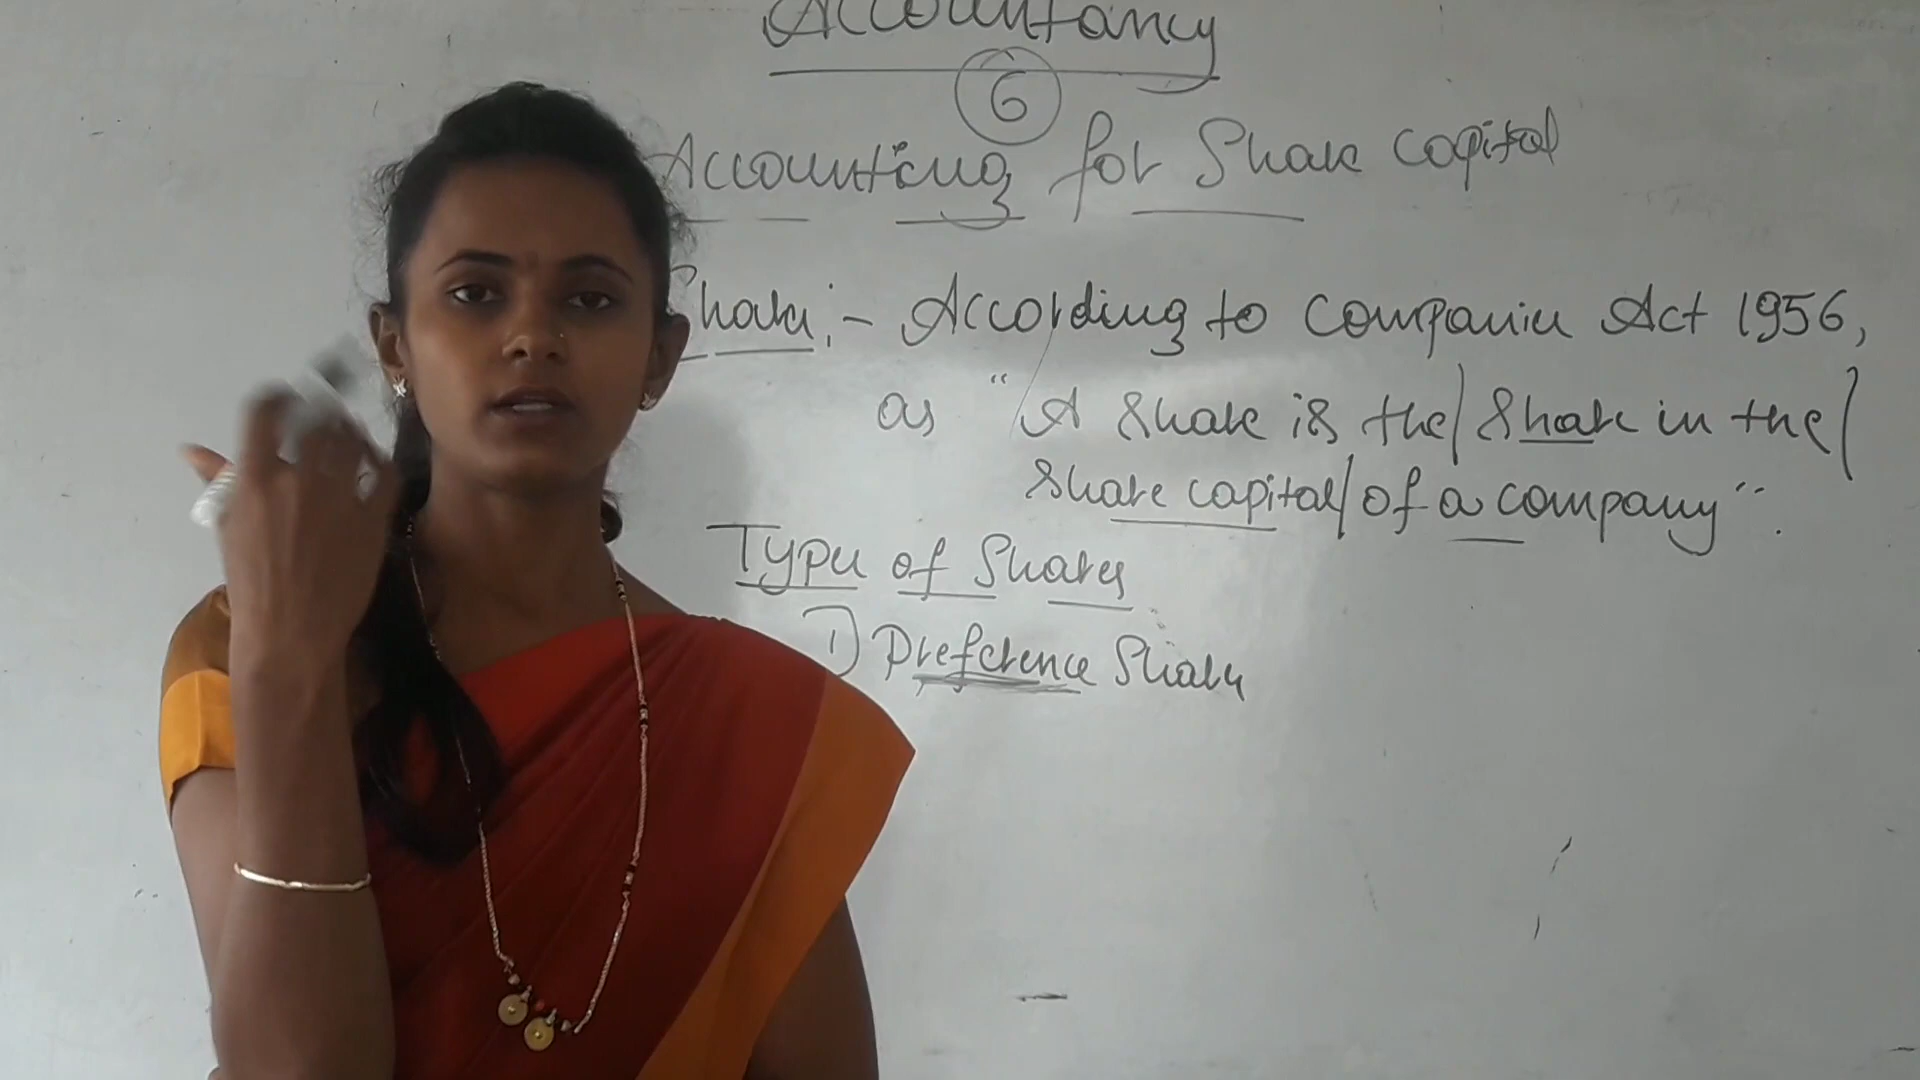 Accountancy
6
Accounting for Share capital
Share :- According to Companies Act 1956,
as "A share is the share in the
share capital of a company".
Types of Shares
1) Preference Share